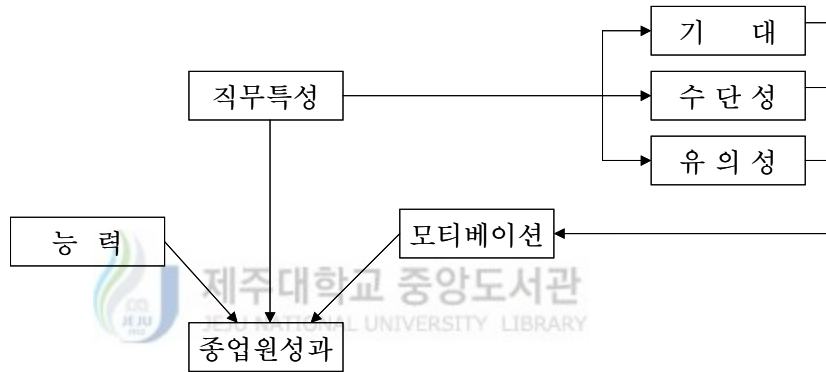 기 대
직무특성
수 단 성
유 의 성
능 력
모티베이션
제주대학교 중앙도서관
JEJU NATIONAL UNIVERSITY LIBRARY
JEJU
1952
종업원성과